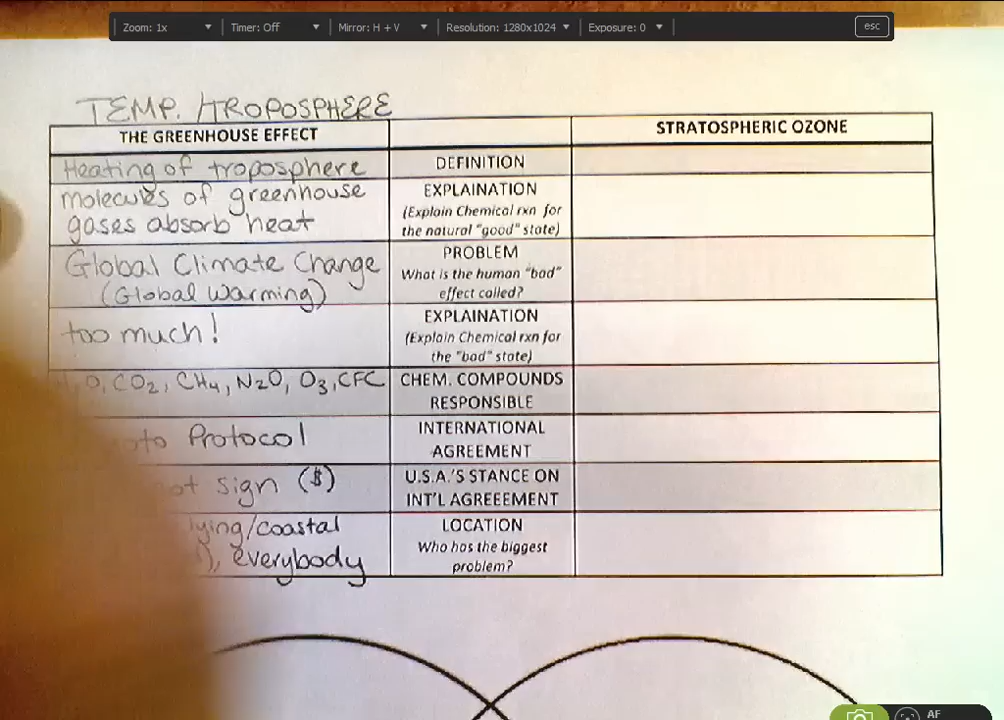 Zoom: 1x Timer: Off Mirror: H + V Resolution: 1280x1024 Exposure: 0 esc
TEMP. /TROPOSPHERE
THE GREENHOUSE EFFECT STRATOSPHERIC OZONE
Heating of troposphere DEFINITION
molecules of greenhouse
gases absorb heat
EXPLAINATION
(Explain Chemical rxn for
the natural "good" state)
Global Climate Change
(Global Warming)
PROBLEM
What is the human "bad"
effect called?
too much!
EXPLAINATION
(Explain Chemical rxn for
the "bad" state)
O, CO2, CH4, N2O, O3, CFC
CHEM. COMPOUNDS
RESPONSIBLE
Protocol
INTERNATIONAL
AGREEMENT
sign ($)
U.S.A.'S STANCE ON
INT'L AGREEEMENT
lying/coastal
), everybody
LOCATION
Who has the biggest
problem?
AF